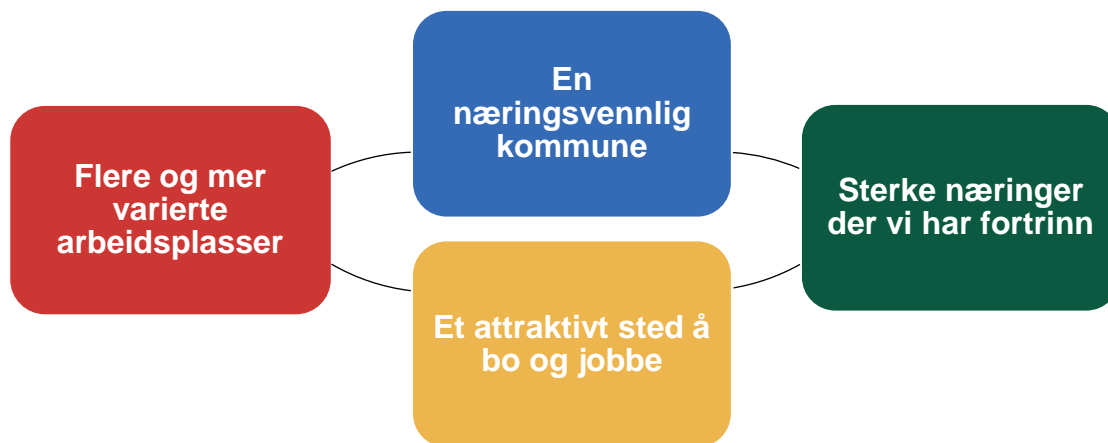 En
næringsvennlig
kommune
Flere og mer
varierte
arbeidsplasser
Sterke næringer
der vi har fortrinn
Et attraktivt sted å
bo og jobbe